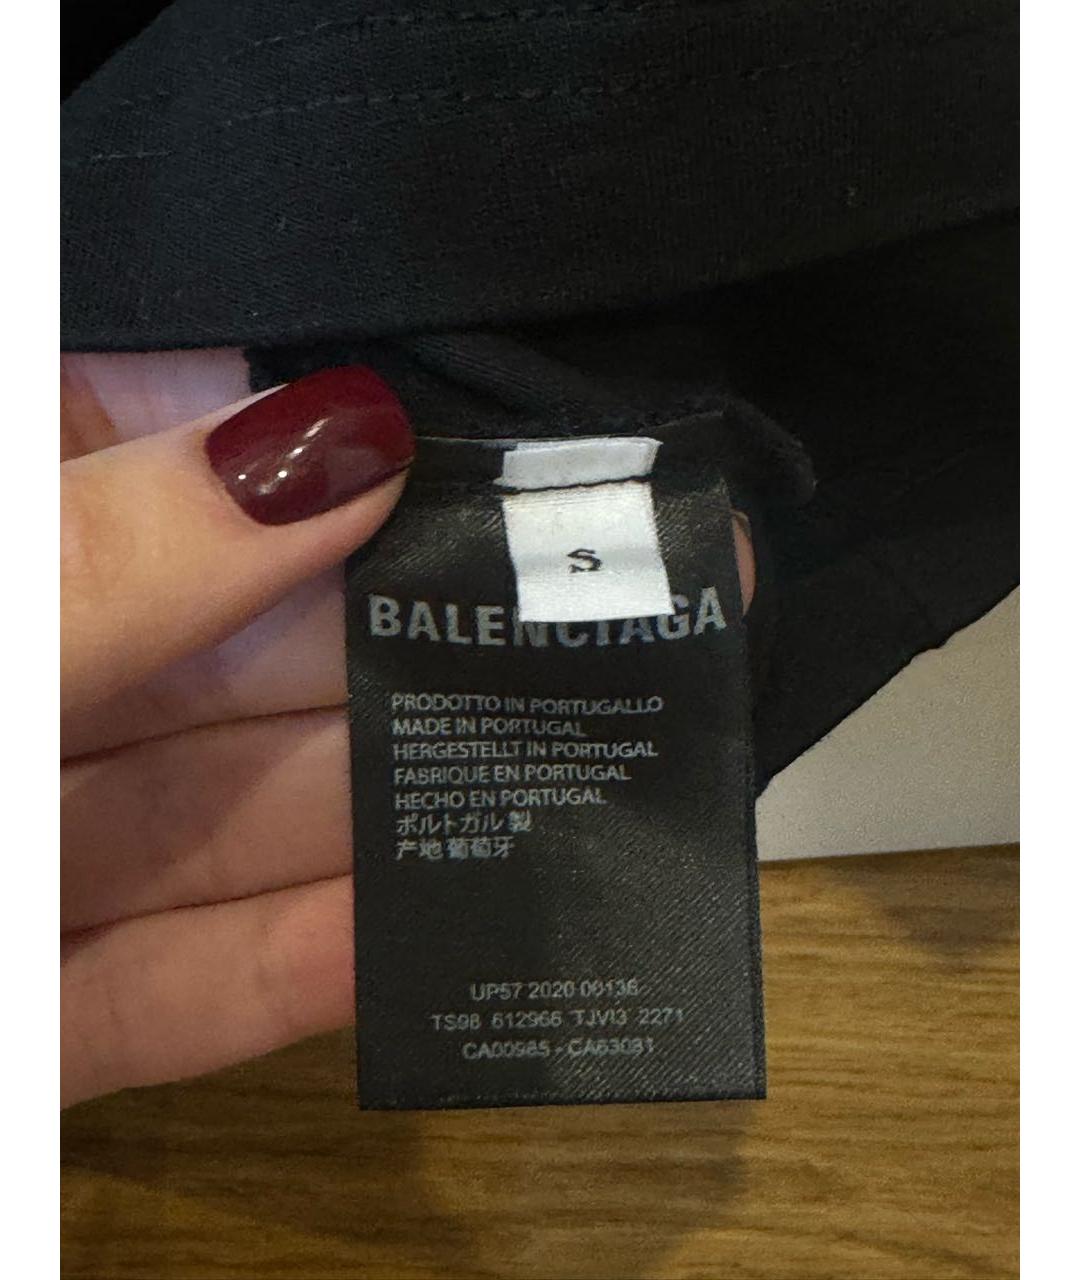 S
BALENCIAGA
PRODOTTO IN PORTUGALLO
MADE IN PORTUGAL
HERGESTELLT IN PORTUGAL
FABRIQUE EN PORTUGAL
HECHO EN PORTUGAL
ポルトガル 製
产地 葡萄牙
UP57 2020 00136
TS98 612966 TJVI3 2271
CA00985 - CA63081